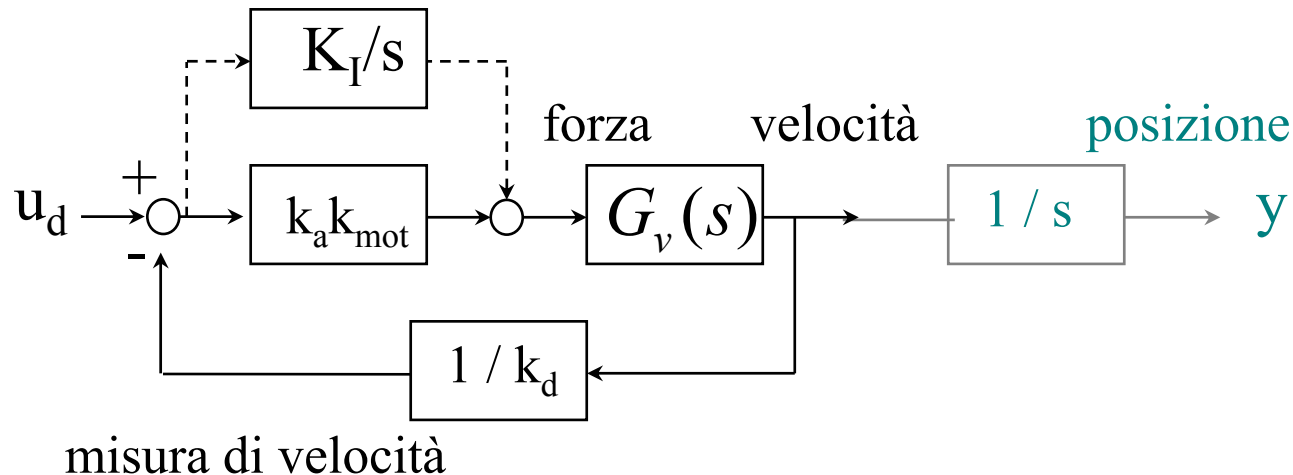 K_I/s
forza velocità posizione
+
u_d k_a k_mot G_v(s) 1 / s y
-
1 / k_d
misura di velocità